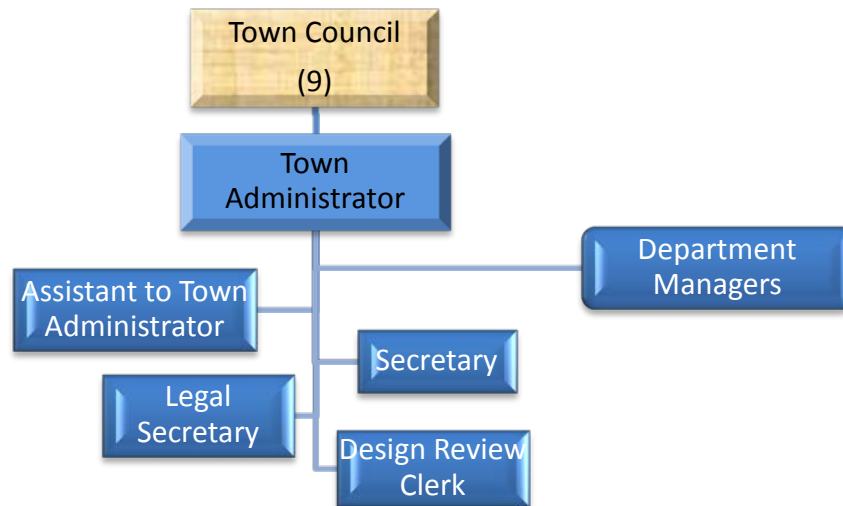 Town Council
(9)
Town
Administrator
Department
Managers
Assistant to Town
Administrator
Secretary
Legal
Secretary
Design Review
Clerk